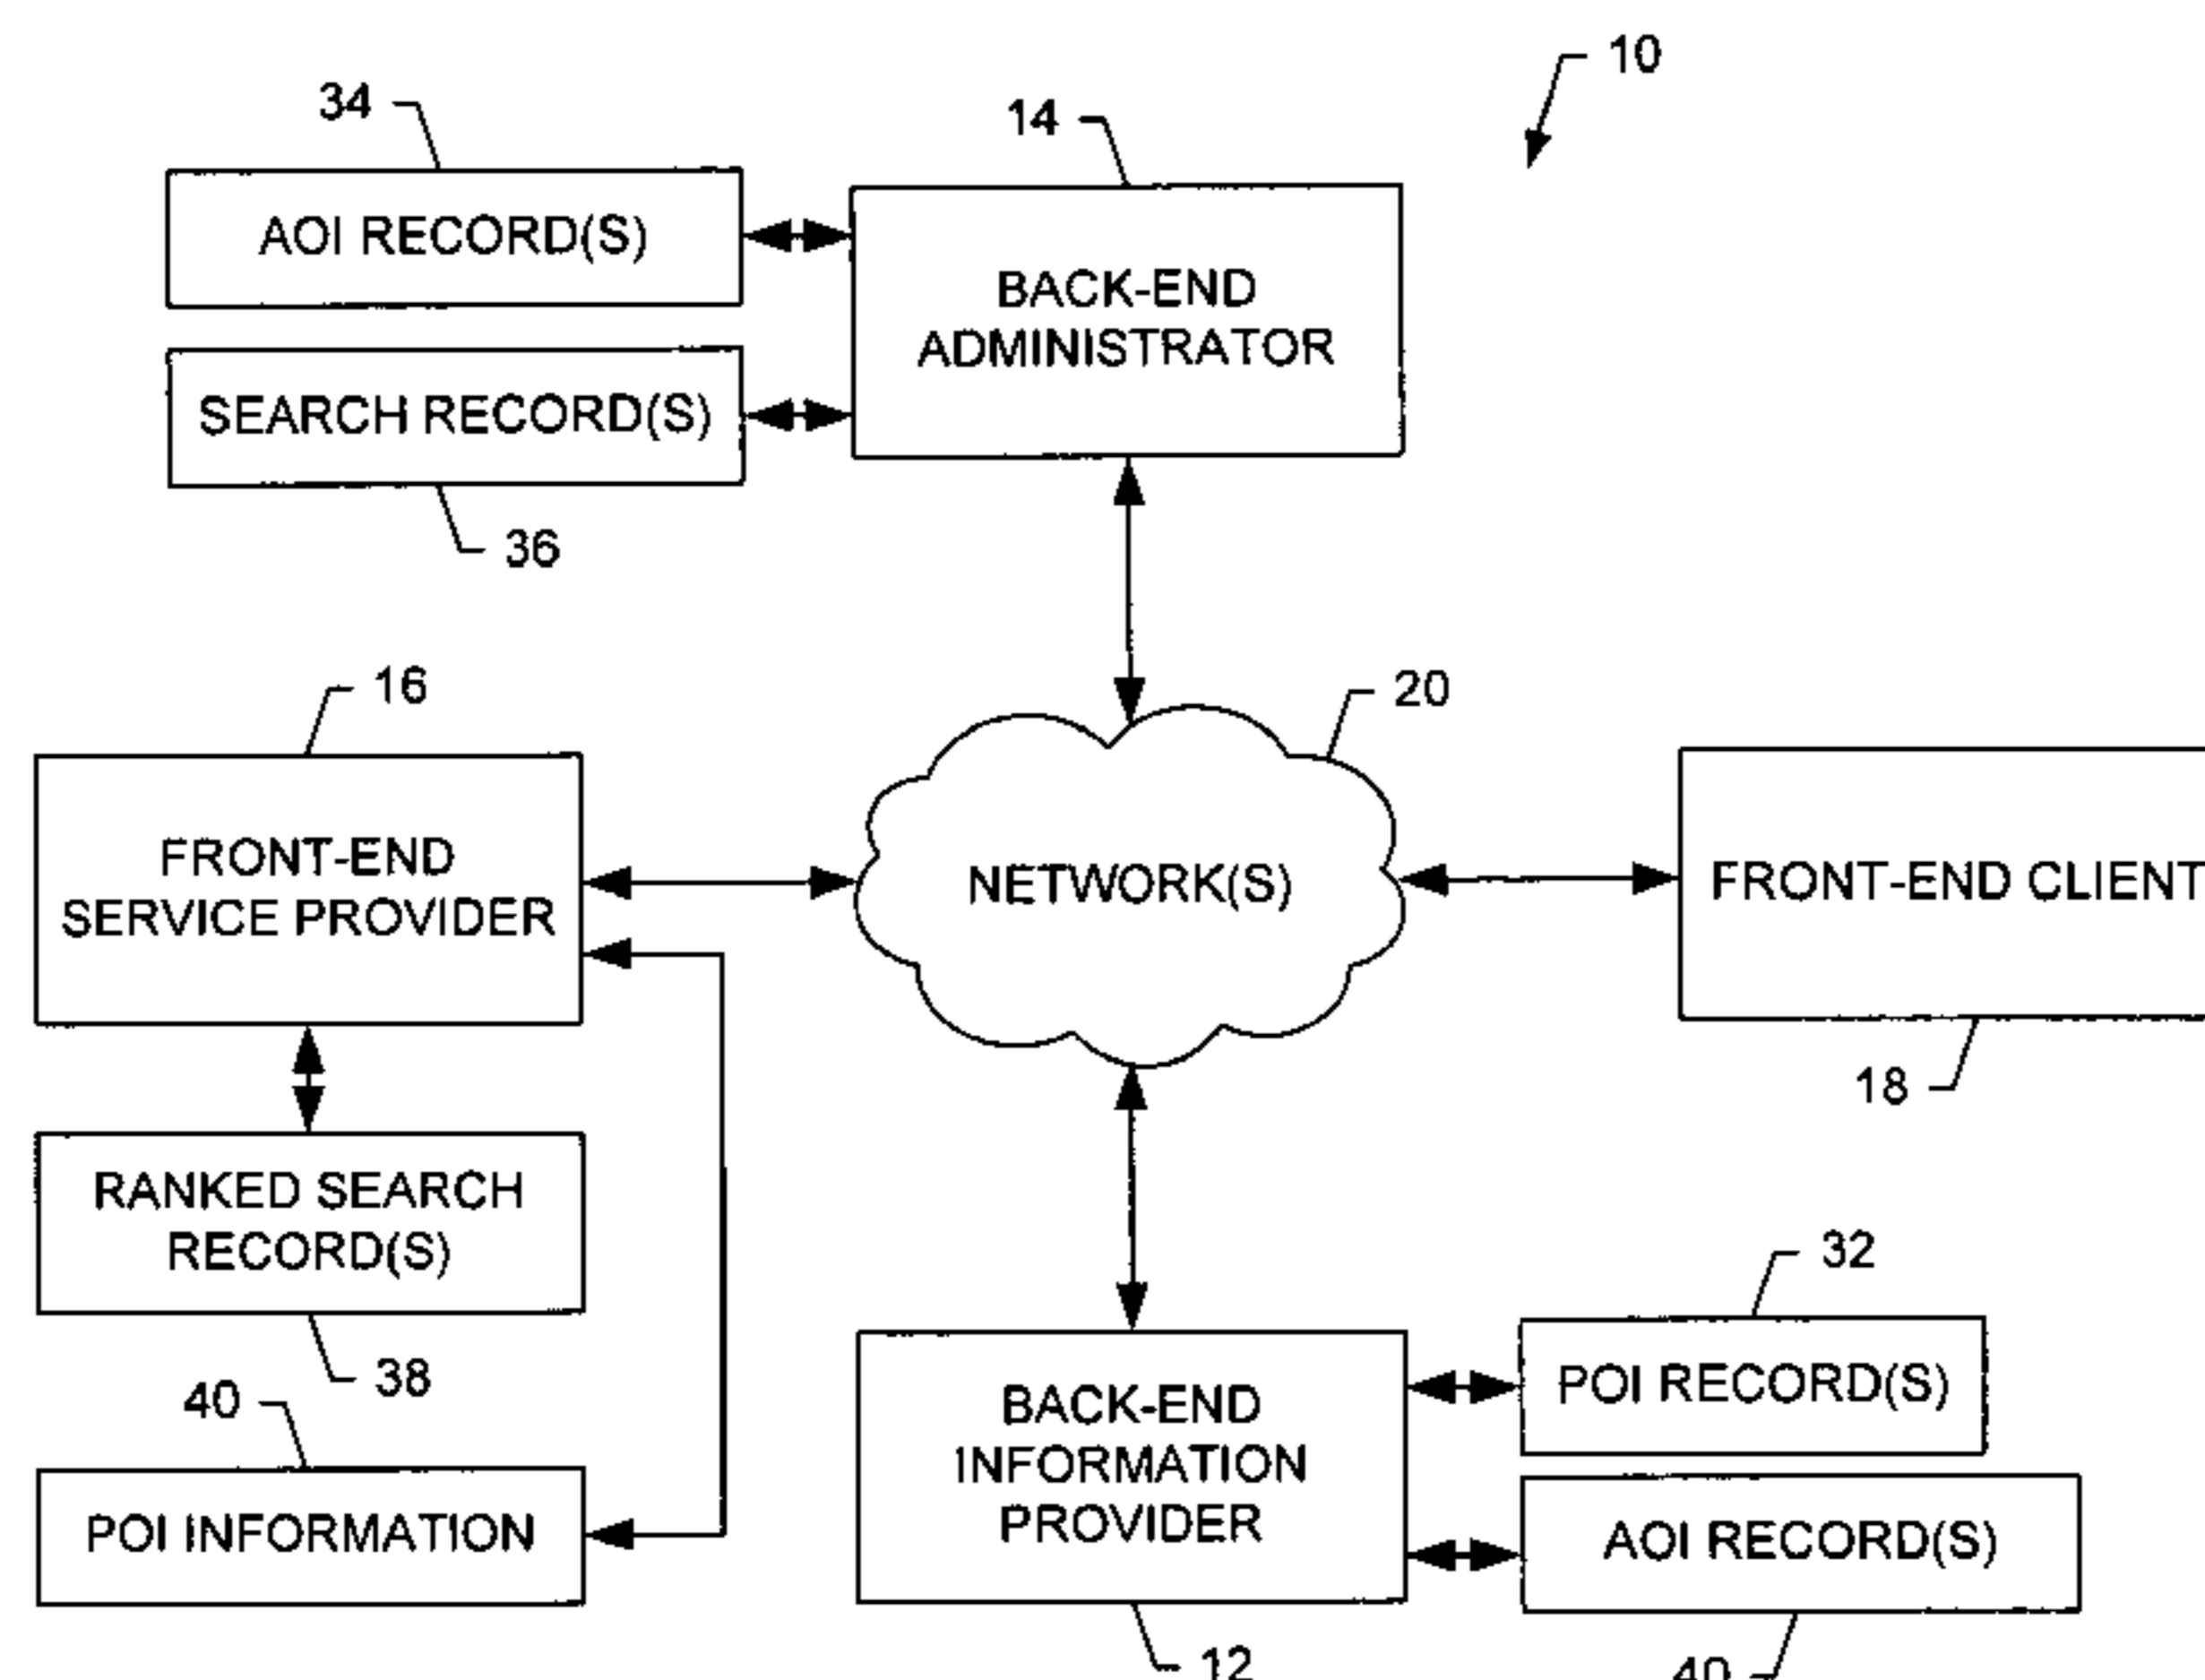 10
34
14
AOI RECORD(S)
BACK-END
ADMINISTRATOR
SEARCH RECORD(S)
36
16
20
FRONT-END
SERVICE PROVIDER
NETWORK(S)
FRONT-END CLIENT
18
RANKED SEARCH
RECORD(S)
32
38
40
POI RECORD(S)
BACK-END
INFORMATION
PROVIDER
POI INFORMATION
AOI RECORD(S)
12
40